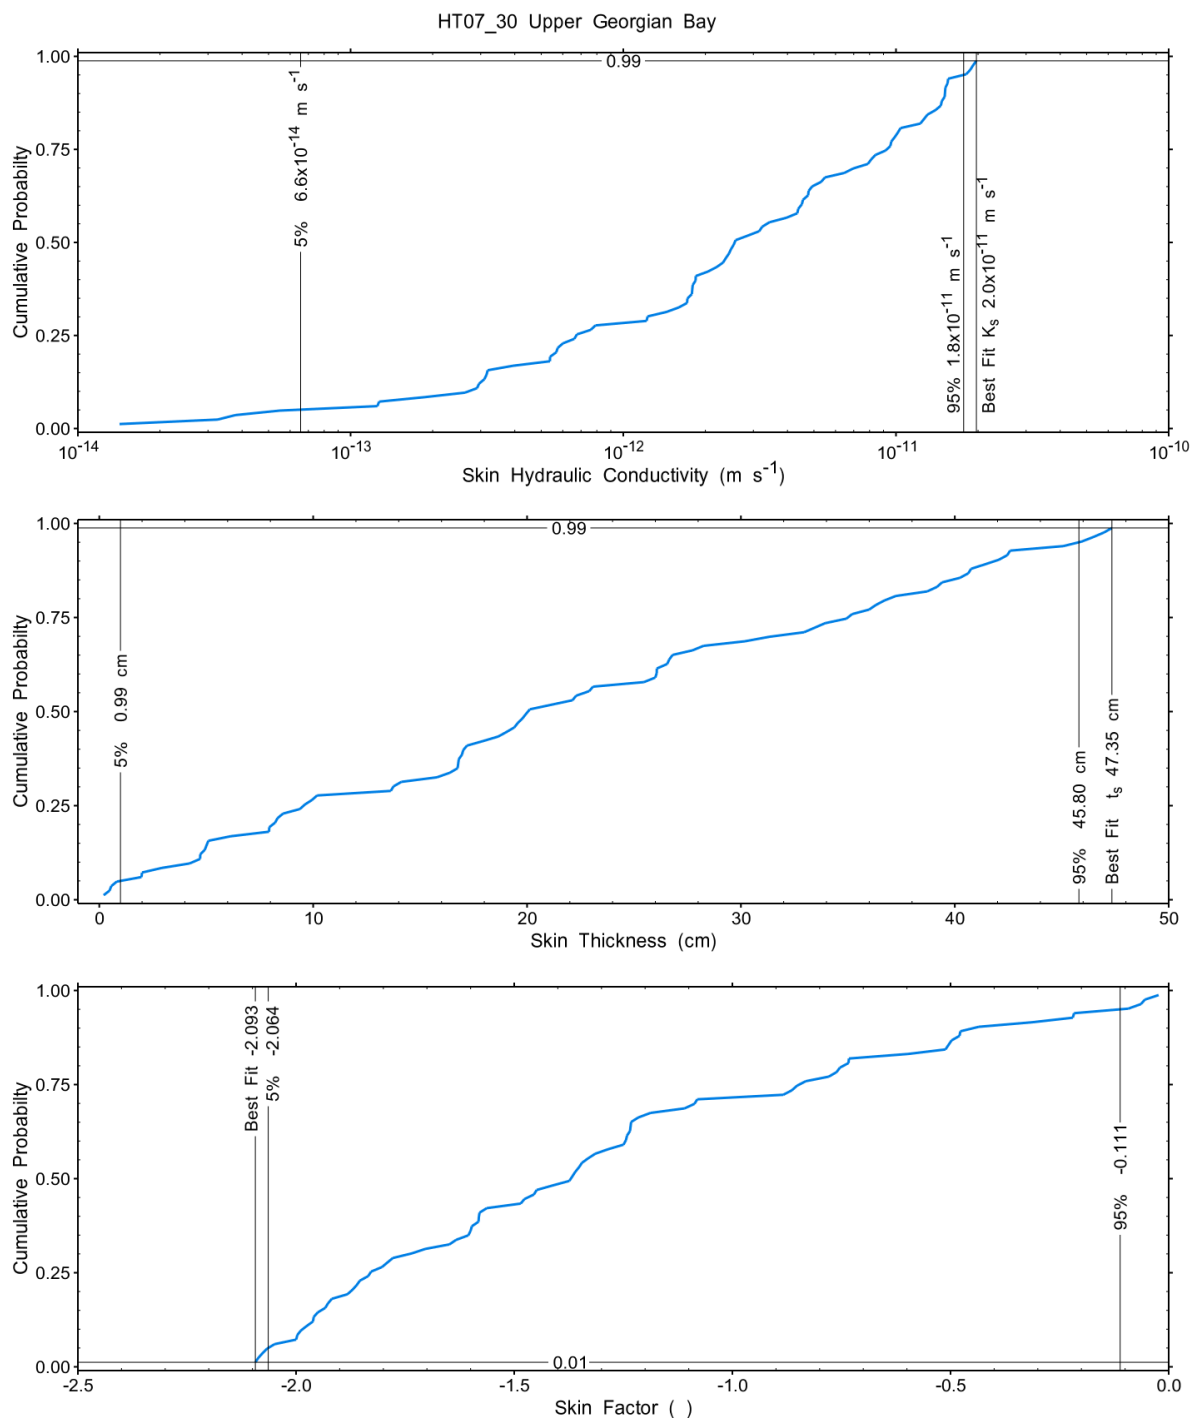 HT07_30 Upper Georgian Bay
Cumulative Probabilty
1.00
0.75
0.50
0.25
0.00
0.99
5% 6.6x10⁻¹⁴ m s⁻¹
95% 1.8x10⁻¹¹ m s⁻¹
Best Fit Kₛ 2.0x10⁻¹¹ m s⁻¹
10⁻¹⁴ 10⁻¹³ 10⁻¹² 10⁻¹¹ 10⁻¹⁰
Skin Hydraulic Conductivity (m s⁻¹)
Cumulative Probabilty
1.00
0.75
0.50
0.25
0.00
0.99
5% 0.99 cm
95% 45.80 cm
Best Fit tₛ 47.35 cm
0 10 20 30 40 50
Skin Thickness (cm)
Cumulative Probabilty
1.00
0.75
0.50
0.25
0.00
Best Fit -2.093
5% -2.064
95% -0.111
0.01
-2.5 -2.0 -1.5 -1.0 -0.5 0.0
Skin Factor ( )